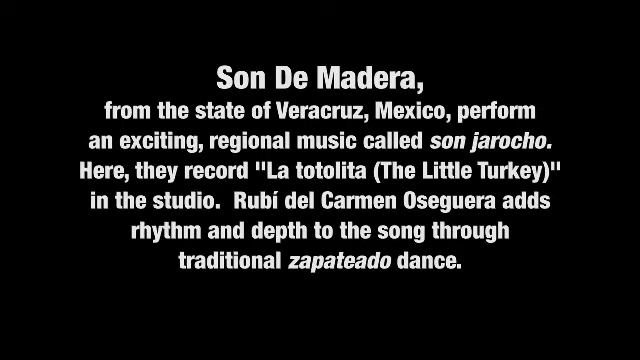 Son De Madera,
from the state of Veracruz, Mexico, perform
an exciting, regional music called son jarocho.
Here, they record "La totolita (The Little Turkey)"
in the studio.  Rubí del Carmen Oseguera adds
rhythm and depth to the song through
traditional zapateado dance.